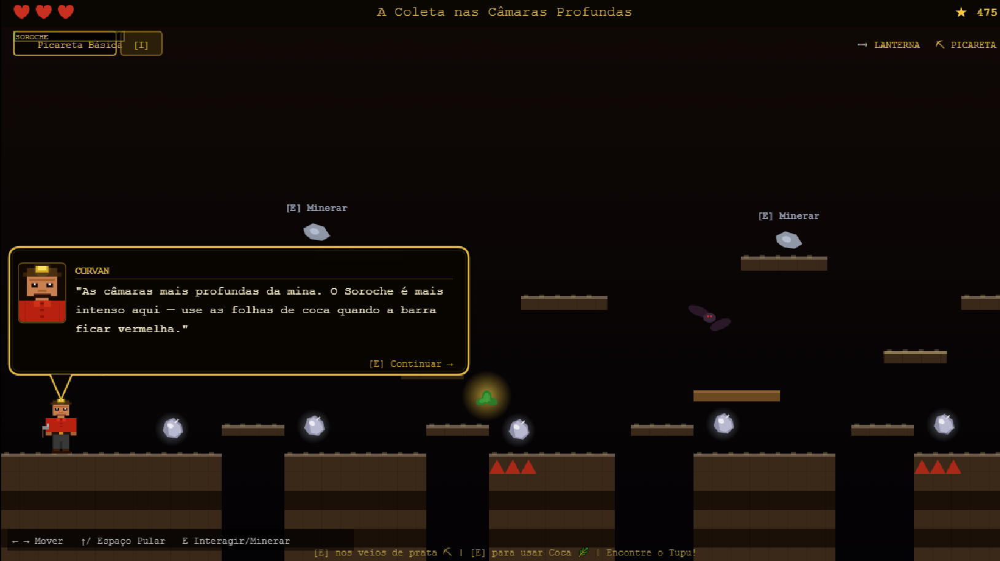 A Coleta nas Câmaras Profundas
★ 475
SOROCHE
Picareta Básica
[I]
LANTERNA
PICARETA
[E] Minerar
[E] Minerar
CORVAN
"As câmaras mais profundas da mina. O Soroche é mais
intenso aqui — use as folhas de coca quando a barra
ficar vermelha."
[E] Continuar →
← → Mover ↑/ Espaço Pular E Interagir/Minerar
[E] nos veios de prata ⛏ | [E] para usar Coca 🌿 | Encontre o Tupu!